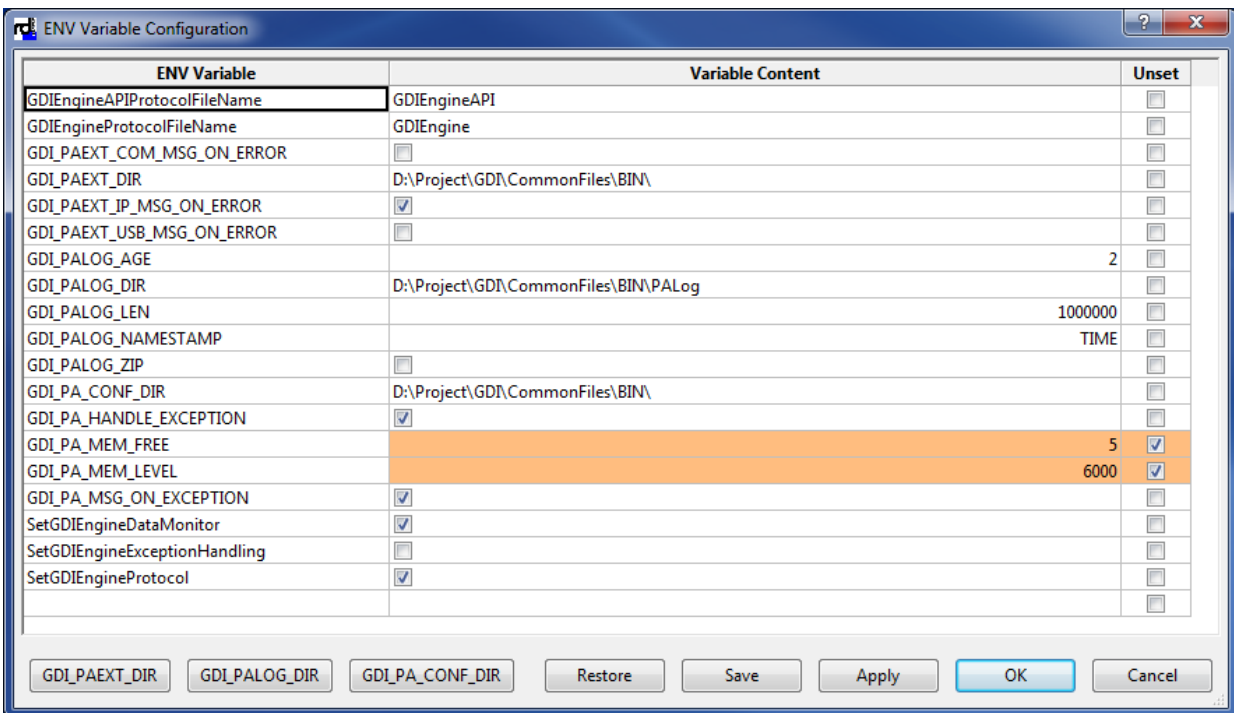 rd ENV Variable Configuration ? X
ENV Variable Variable Content Unset
GDIEngineAPIProtocolFileName GDIEngineAPI
GDIEngineProtocolFileName GDIEngine
GDI_PAEXT_COM_MSG_ON_ERROR
GDI_PAEXT_DIR D:\Project\GDI\CommonFiles\BIN\
GDI_PAEXT_IP_MSG_ON_ERROR
GDI_PAEXT_USB_MSG_ON_ERROR
GDI_PALOG_AGE 2
GDI_PALOG_DIR D:\Project\GDI\CommonFiles\BIN\PALog
GDI_PALOG_LEN 1000000
GDI_PALOG_NAMESTAMP TIME
GDI_PALOG_ZIP
GDI_PA_CONF_DIR D:\Project\GDI\CommonFiles\BIN\
GDI_PA_HANDLE_EXCEPTION
GDI_PA_MEM_FREE 5
GDI_PA_MEM_LEVEL 6000
GDI_PA_MSG_ON_EXCEPTION
SetGDIEngineDataMonitor
SetGDIEngineExceptionHandling
SetGDIEngineProtocol
GDI_PAEXT_DIR GDI_PALOG_DIR GDI_PA_CONF_DIR Restore Save Apply OK Cancel